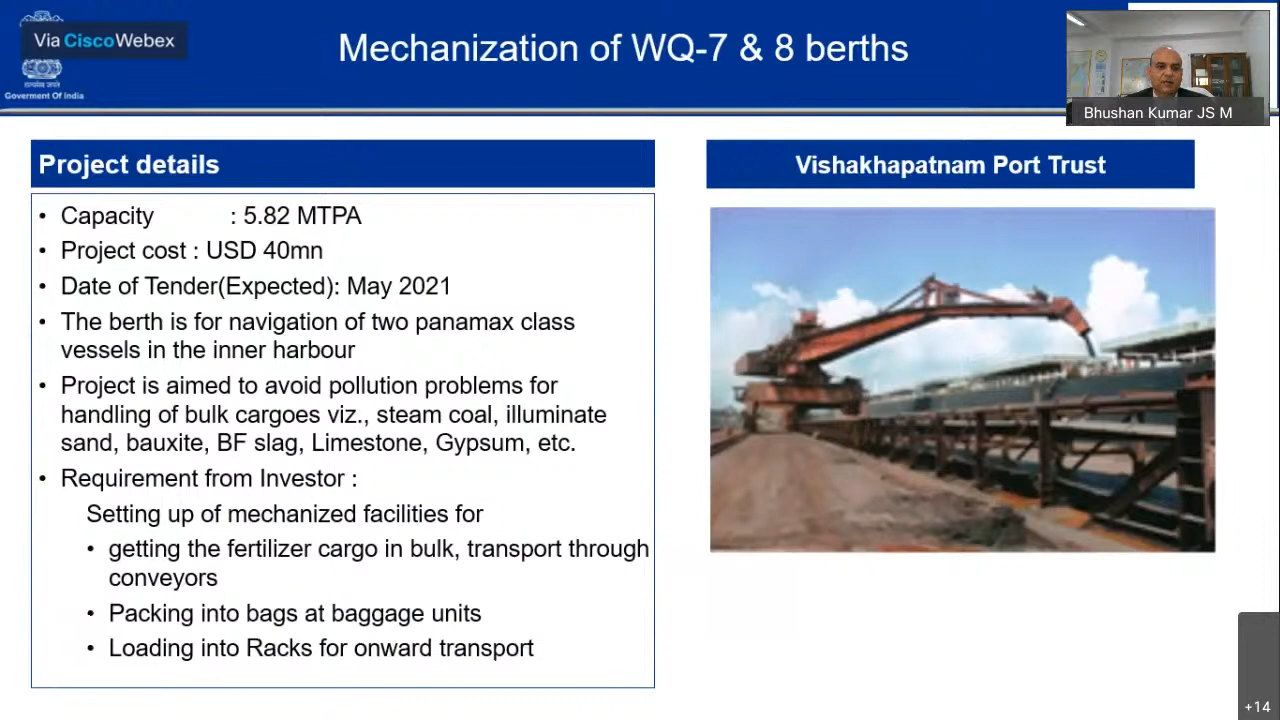 Via CiscoWebex
सत्यमेव जयते
Goverment Of India
Mechanization of WQ-7 & 8 berths
Bhushan Kumar JS M
Project details
• Capacity : 5.82 MTPA
• Project cost : USD 40mn
• Date of Tender(Expected): May 2021
• The berth is for navigation of two panamax class
vessels in the inner harbour
• Project is aimed to avoid pollution problems for
handling of bulk cargoes viz., steam coal, illuminate
sand, bauxite, BF slag, Limestone, Gypsum, etc.
• Requirement from Investor :
Setting up of mechanized facilities for
• getting the fertilizer cargo in bulk, transport through
conveyors
• Packing into bags at baggage units
• Loading into Racks for onward transport
Vishakhapatnam Port Trust
+14